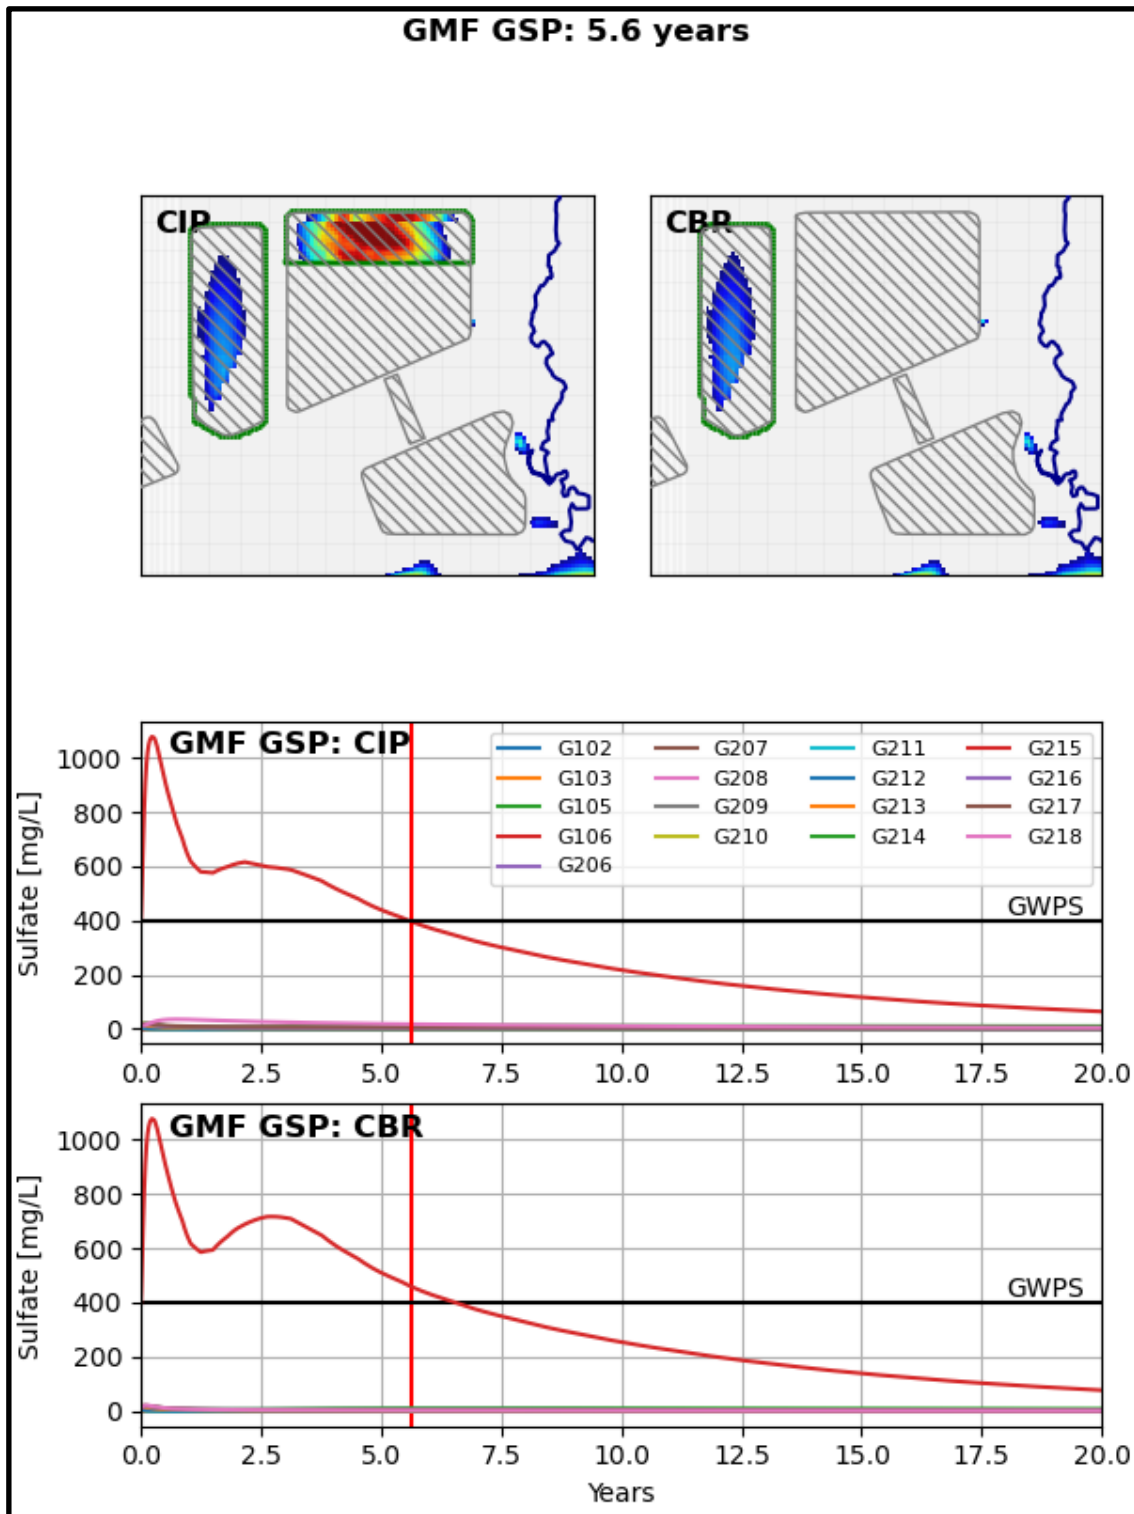 GMF GSP: 5.6 years
CIP
CBR
GMF GSP: CIP
G102 G207 G211 G215
G103 G208 G212 G216
G105 G209 G213 G217
G106 G210 G214 G218
G206
GWPS
Sulfate [mg/L]
1000
800
600
400
200
0
0.0 2.5 5.0 7.5 10.0 12.5 15.0 17.5 20.0
GMF GSP: CBR
GWPS
Sulfate [mg/L]
1000
800
600
400
200
0
0.0 2.5 5.0 7.5 10.0 12.5 15.0 17.5 20.0
Years